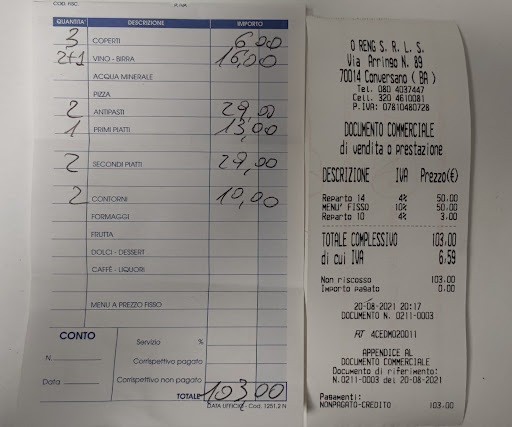 COD. FISC.
P. IVA
QUANTITA' DESCRIZIONE IMPORTO
3 COPERTI 6,00
2+1 VINO - BIRRA 16,00
ACQUA MINERALE
PIZZA
2 ANTIPASTI 29,00
1 PRIMI PIATTI 13,00
2 SECONDI PIATTI 29,00
2 CONTORNI 10,00
FORMAGGI
FRUTTA
DOLCI - DESSERT
CAFFÈ - LIQUORI
MENU A PREZZO FISSO
CONTO
Servizio %
N.
Corrispettivo pagato
Data
Corrispettivo non pagato
TOTALE 103,00
DATA UFFICIO - Cod. 1251.2 N
O RENG S. R. L. S.
Via Arringo N. 89
70014 Conversano ( BA )
Tel. 080 4037447
Cell. 320 4610081
P.IVA: 07810480728
DOCUMENTO COMMERCIALE
di vendita o prestazione
DESCRIZIONE IVA Prezzo(€)
Reparto 14 4% 50.00
MENU' FISSO 10% 50.00
Reparto 10 4% 3.00
TOTALE COMPLESSIVO 103,00
di cui IVA 6,59
Non riscosso 103.00
Importo pagato 0.00
20-08-2021 20:17
DOCUMENTO N. 0211-0003
RT 4CEDM020011
APPENDICE AL
DOCUMENTO COMMERCIALE
Documento di riferimento:
N.0211-0003 del 20-08-2021
Pagamenti:
NONPAGATO-CREDITO 103.00